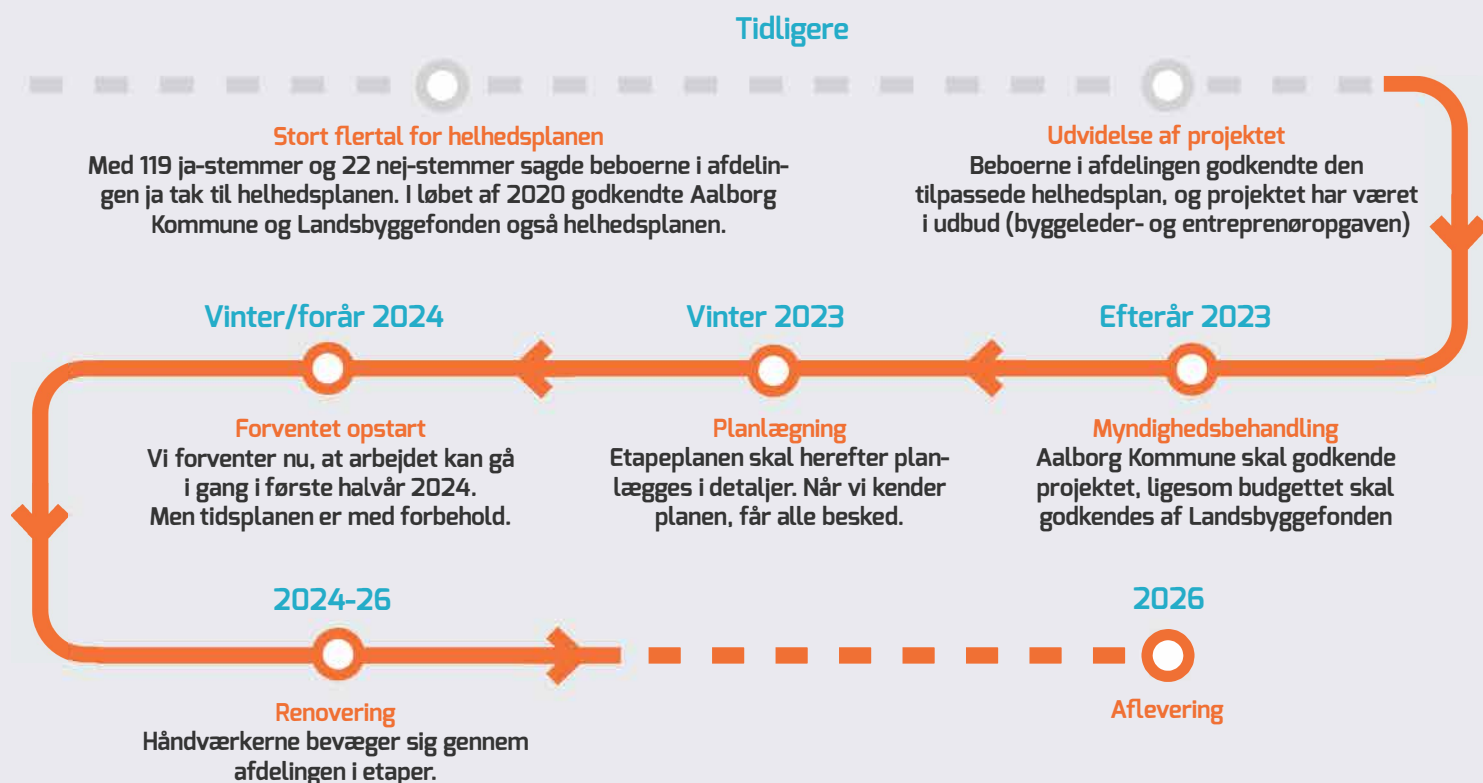 Tidligere
Stort flertal for helhedsplanen
Med 119 ja-stemmer og 22 nej-stemmer sagde beboerne i afdelin-
gen ja tak til helhedsplanen. I løbet af 2020 godkendte Aalborg
Kommune og Landsbyggefonden også helhedsplanen.
Udvidelse af projektet
Beboerne i afdelingen godkendte den
tilpassede helhedsplan, og projektet har været
i udbud (byggeleder- og entreprenøropgaven)
Efterår 2023
Myndighedsbehandling
Aalborg Kommune skal godkende
projektet, ligesom budgettet skal
godkendes af Landsbyggefonden
Vinter 2023
Planlægning
Etapeplanen skal herefter plan-
lægges i detaljer. Når vi kender
planen, får alle besked.
Vinter/forår 2024
Forventet opstart
Vi forventer nu, at arbejdet kan gå
i gang i første halvår 2024.
Men tidsplanen er med forbehold.
2024-26
Renovering
Håndværkerne bevæger sig gennem
afdelingen i etaper.
2026
Aflevering